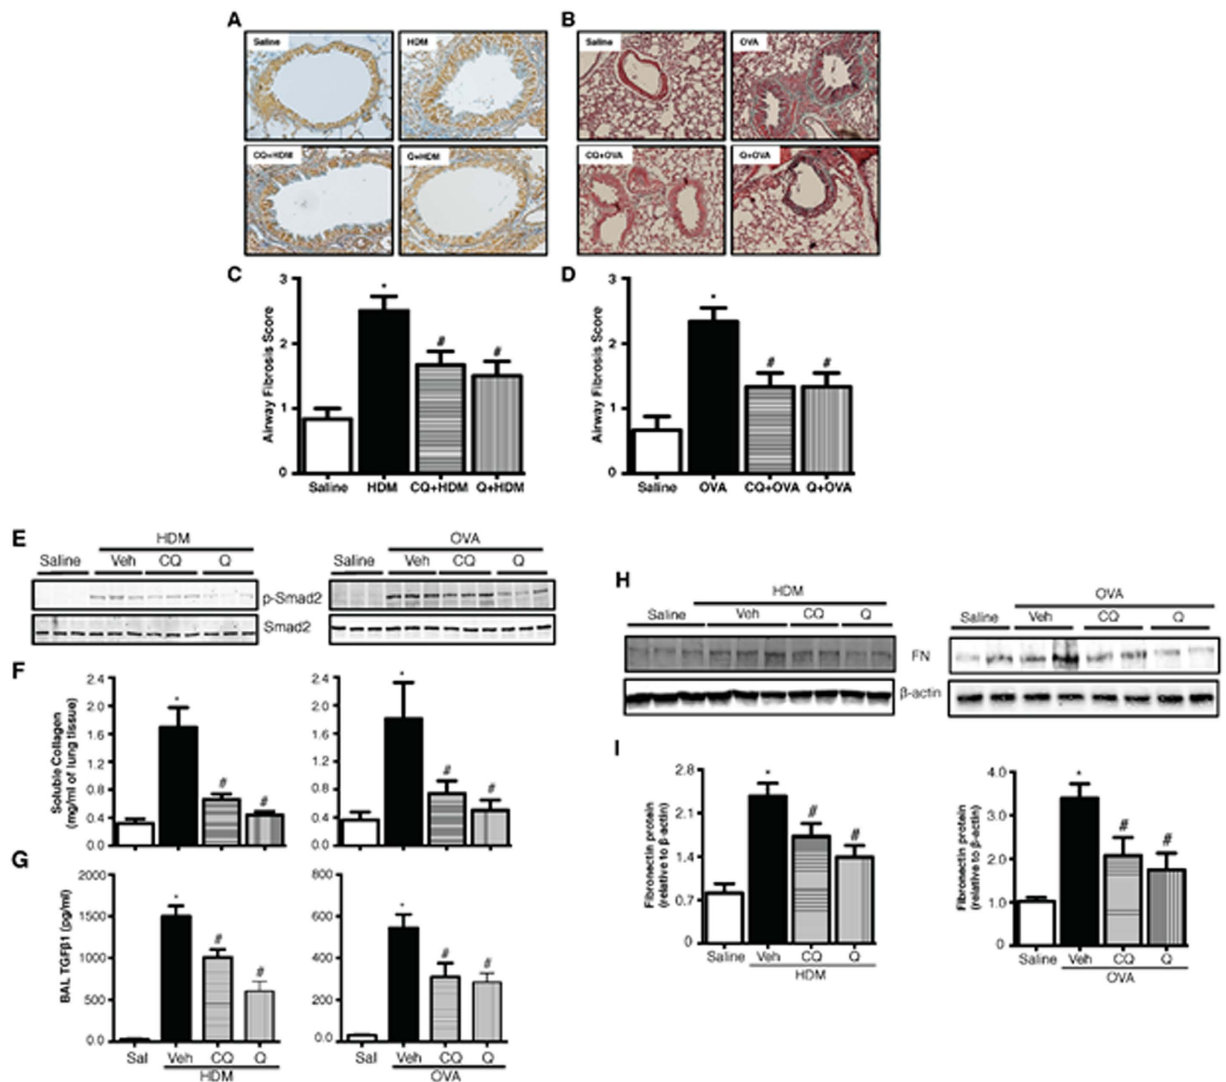 A
Saline
HDM
CQ+HDM
Q+HDM
B
Saline
OVA
CQ+OVA
Q+OVA
C
Airway Fibrosis Score
3
2
1
0
*
#
#
Saline HDM CQ+HDM Q+HDM
D
Airway Fibrosis Score
3
2
1
0
*
#
#
Saline OVA CQ+OVA Q+OVA
E
HDM
Saline Veh CQ Q
OVA
Saline Veh CQ Q
p-Smad2
Smad2
F
Soluble Collagen
(mg/ml of lung tissue)
2.4
2.0
1.6
1.2
0.8
0.4
0.0
*
#
#
2.4
2.0
1.6
1.2
0.8
0.4
0.0
*
#
#
G
BAL TGFβ1 (pg/ml)
2000
1500
1000
500
0.0
*
#
#
Sal Veh CQ Q
HDM
800
600
400
200
0.0
*
#
#
Sal Veh CQ Q
OVA
H
HDM
Saline Veh CQ Q
OVA
Saline Veh CQ Q
FN
β-actin
I
Fibronectin protein
(relative to β-actin)
2.8
2.1
1.4
0.7
0
*
#
#
Saline Veh CQ Q
HDM
Fibronectin protein
(relative to β-actin)
4.0
3.0
2.0
1.0
0
*
#
#
Saline Veh CQ Q
OVA